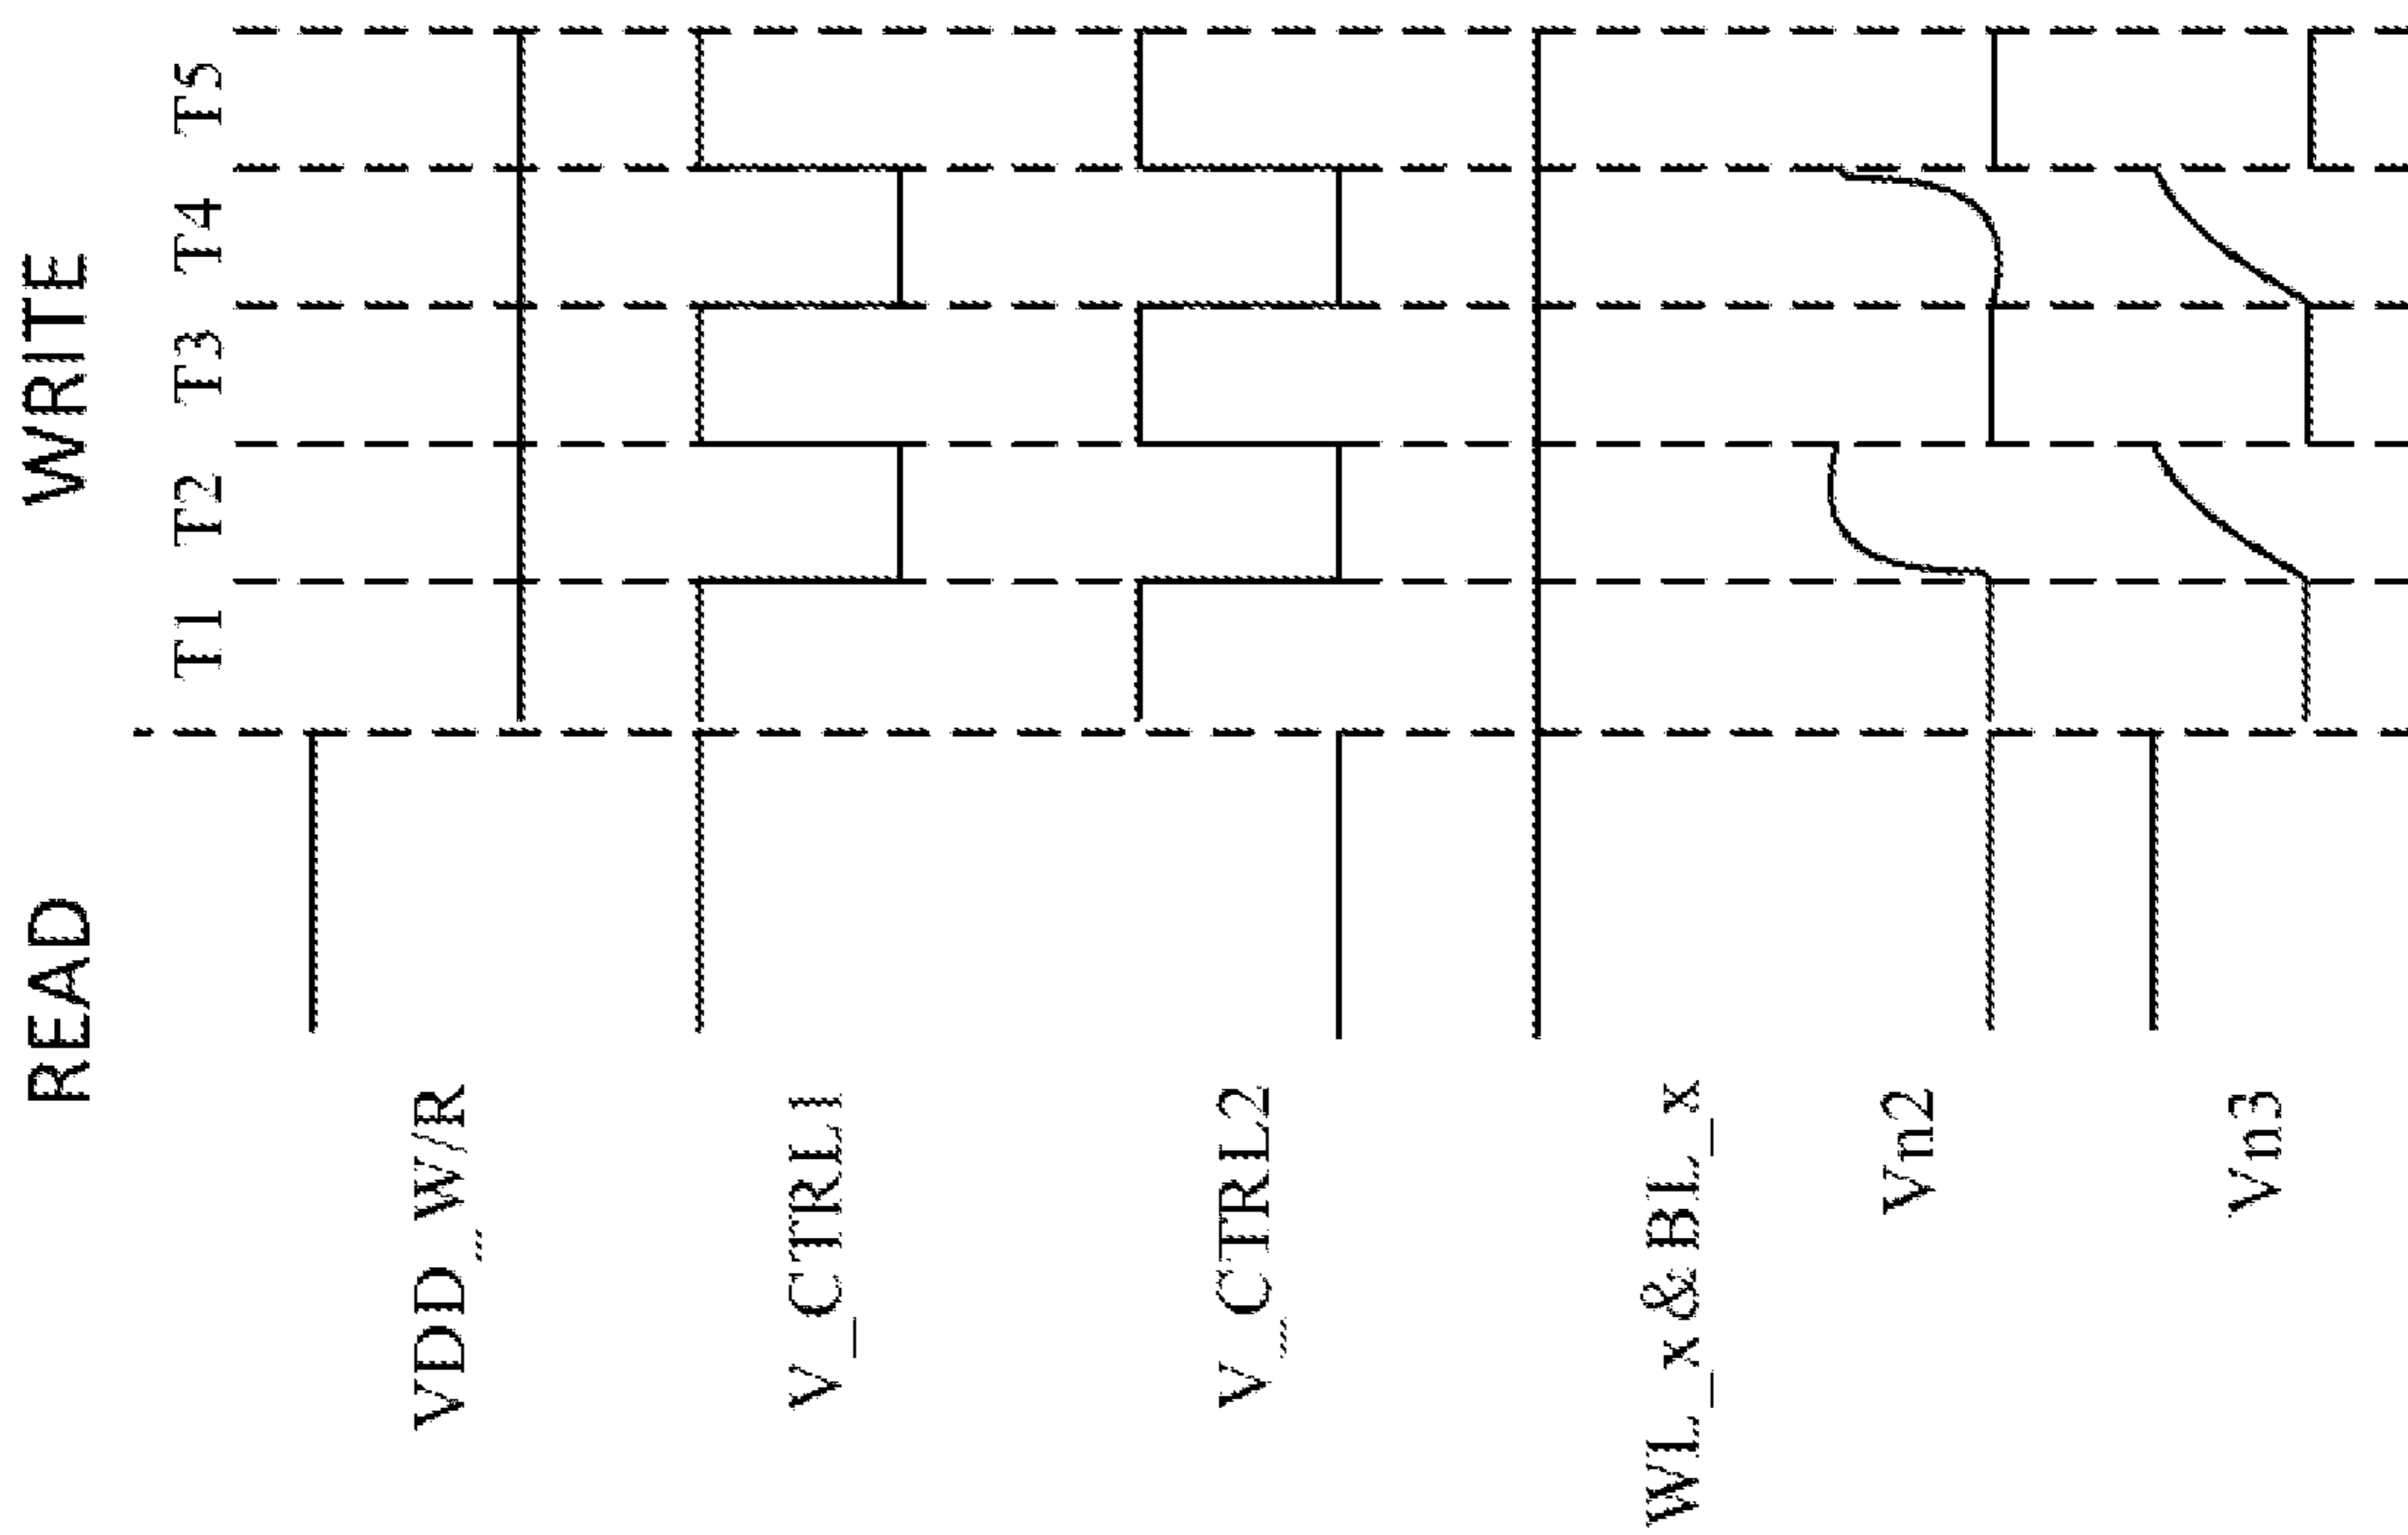 READ WRITE
T1 T2 T3 T4 T5
VDD_W/R
V_CTRL1
V_CTRL2
WL_x & BL_x
Vn2
Vn3